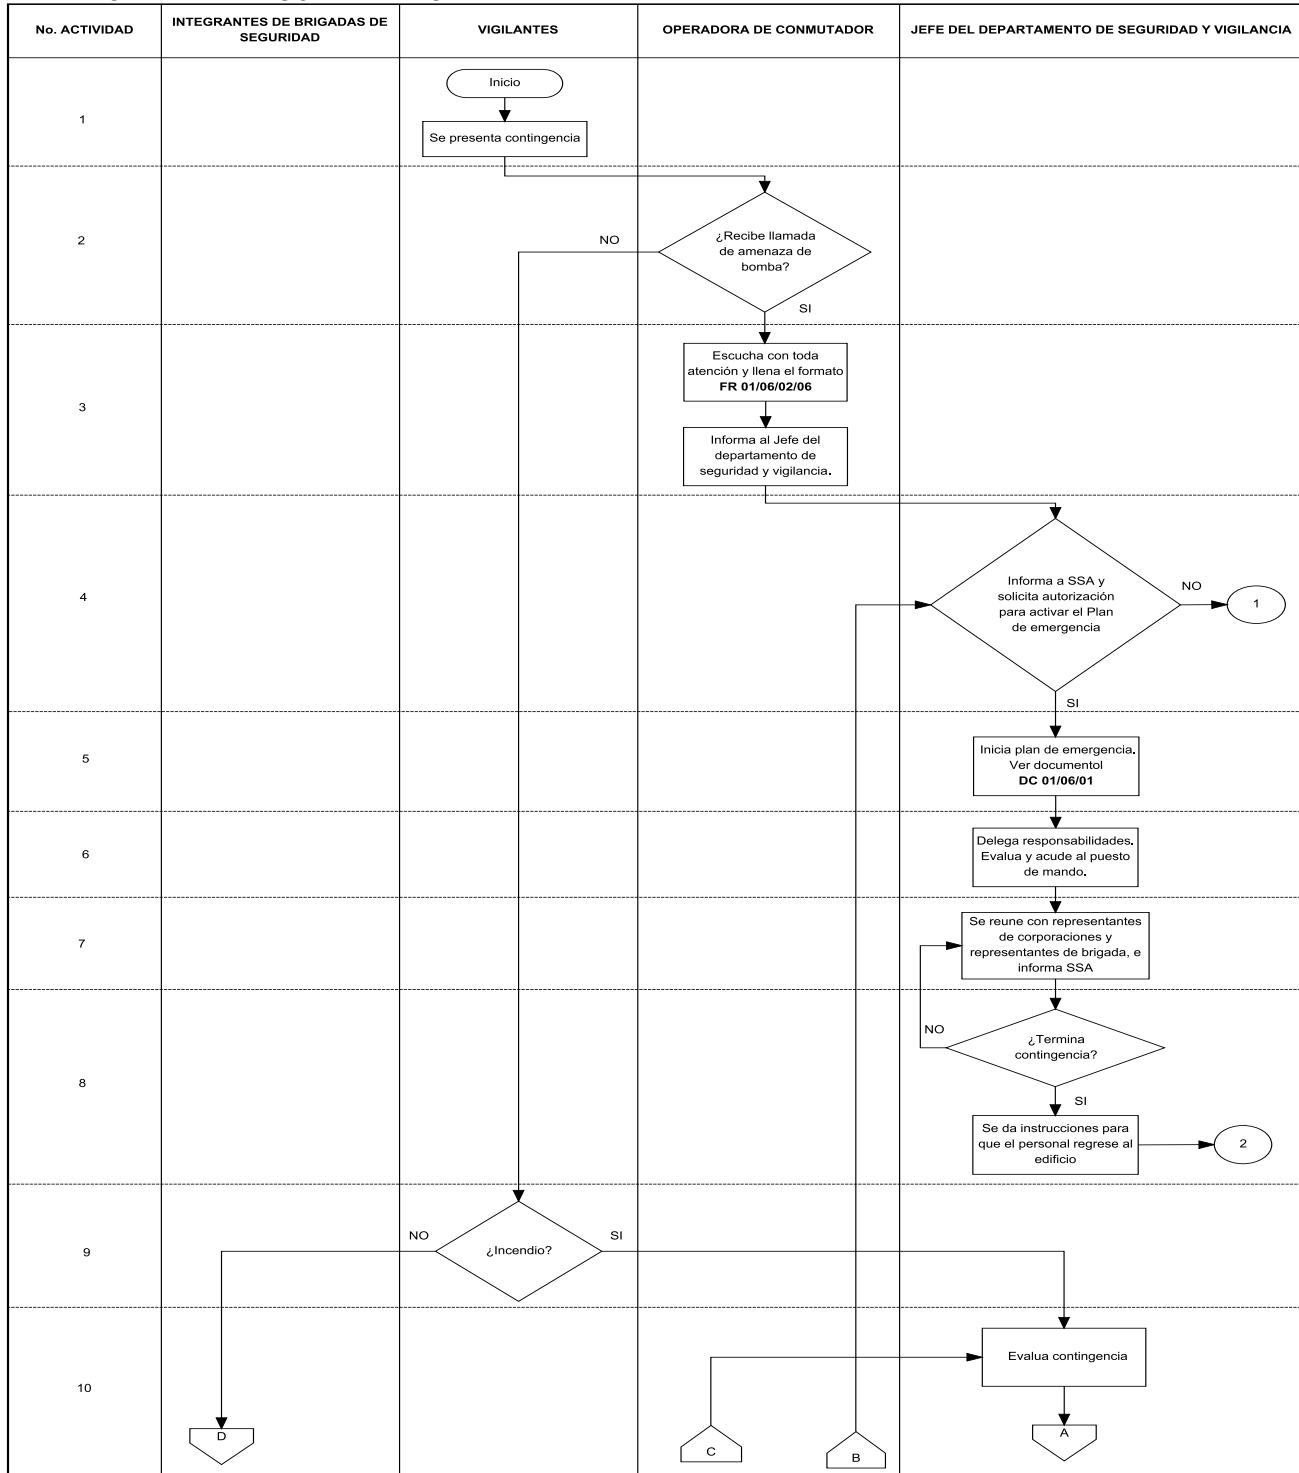 No. ACTIVIDAD
INTEGRANTES DE BRIGADAS DE
SEGURIDAD
VIGILANTES
OPERADORA DE CONMUTADOR
JEFE DEL DEPARTAMENTO DE SEGURIDAD Y VIGILANCIA
Inicio
1
Se presenta contingencia
2
NO
¿Recibe llamada
de amenaza de
bomba?
SI
3
Escucha con toda
atención y llena el formato
FR 01/06/02/06
Informa al Jefe del
departamento de
seguridad y vigilancia.
4
Informa a SSA y
solicita autorización
para activar el Plan
de emergencia
NO
1
SI
5
Inicia plan de emergencia.
Ver documentol
DC 01/06/01
6
Delega responsabilidades.
Evalua y acude al puesto
de mando.
7
Se reune con representantes
de corporaciones y
representantes de brigada, e
informa SSA
8
NO
¿Termina
contingencia?
SI
Se da instrucciones para
que el personal regrese al
edificio
2
9
NO
¿Incendio?
SI
10
Evalua contingencia
D
C
B
A